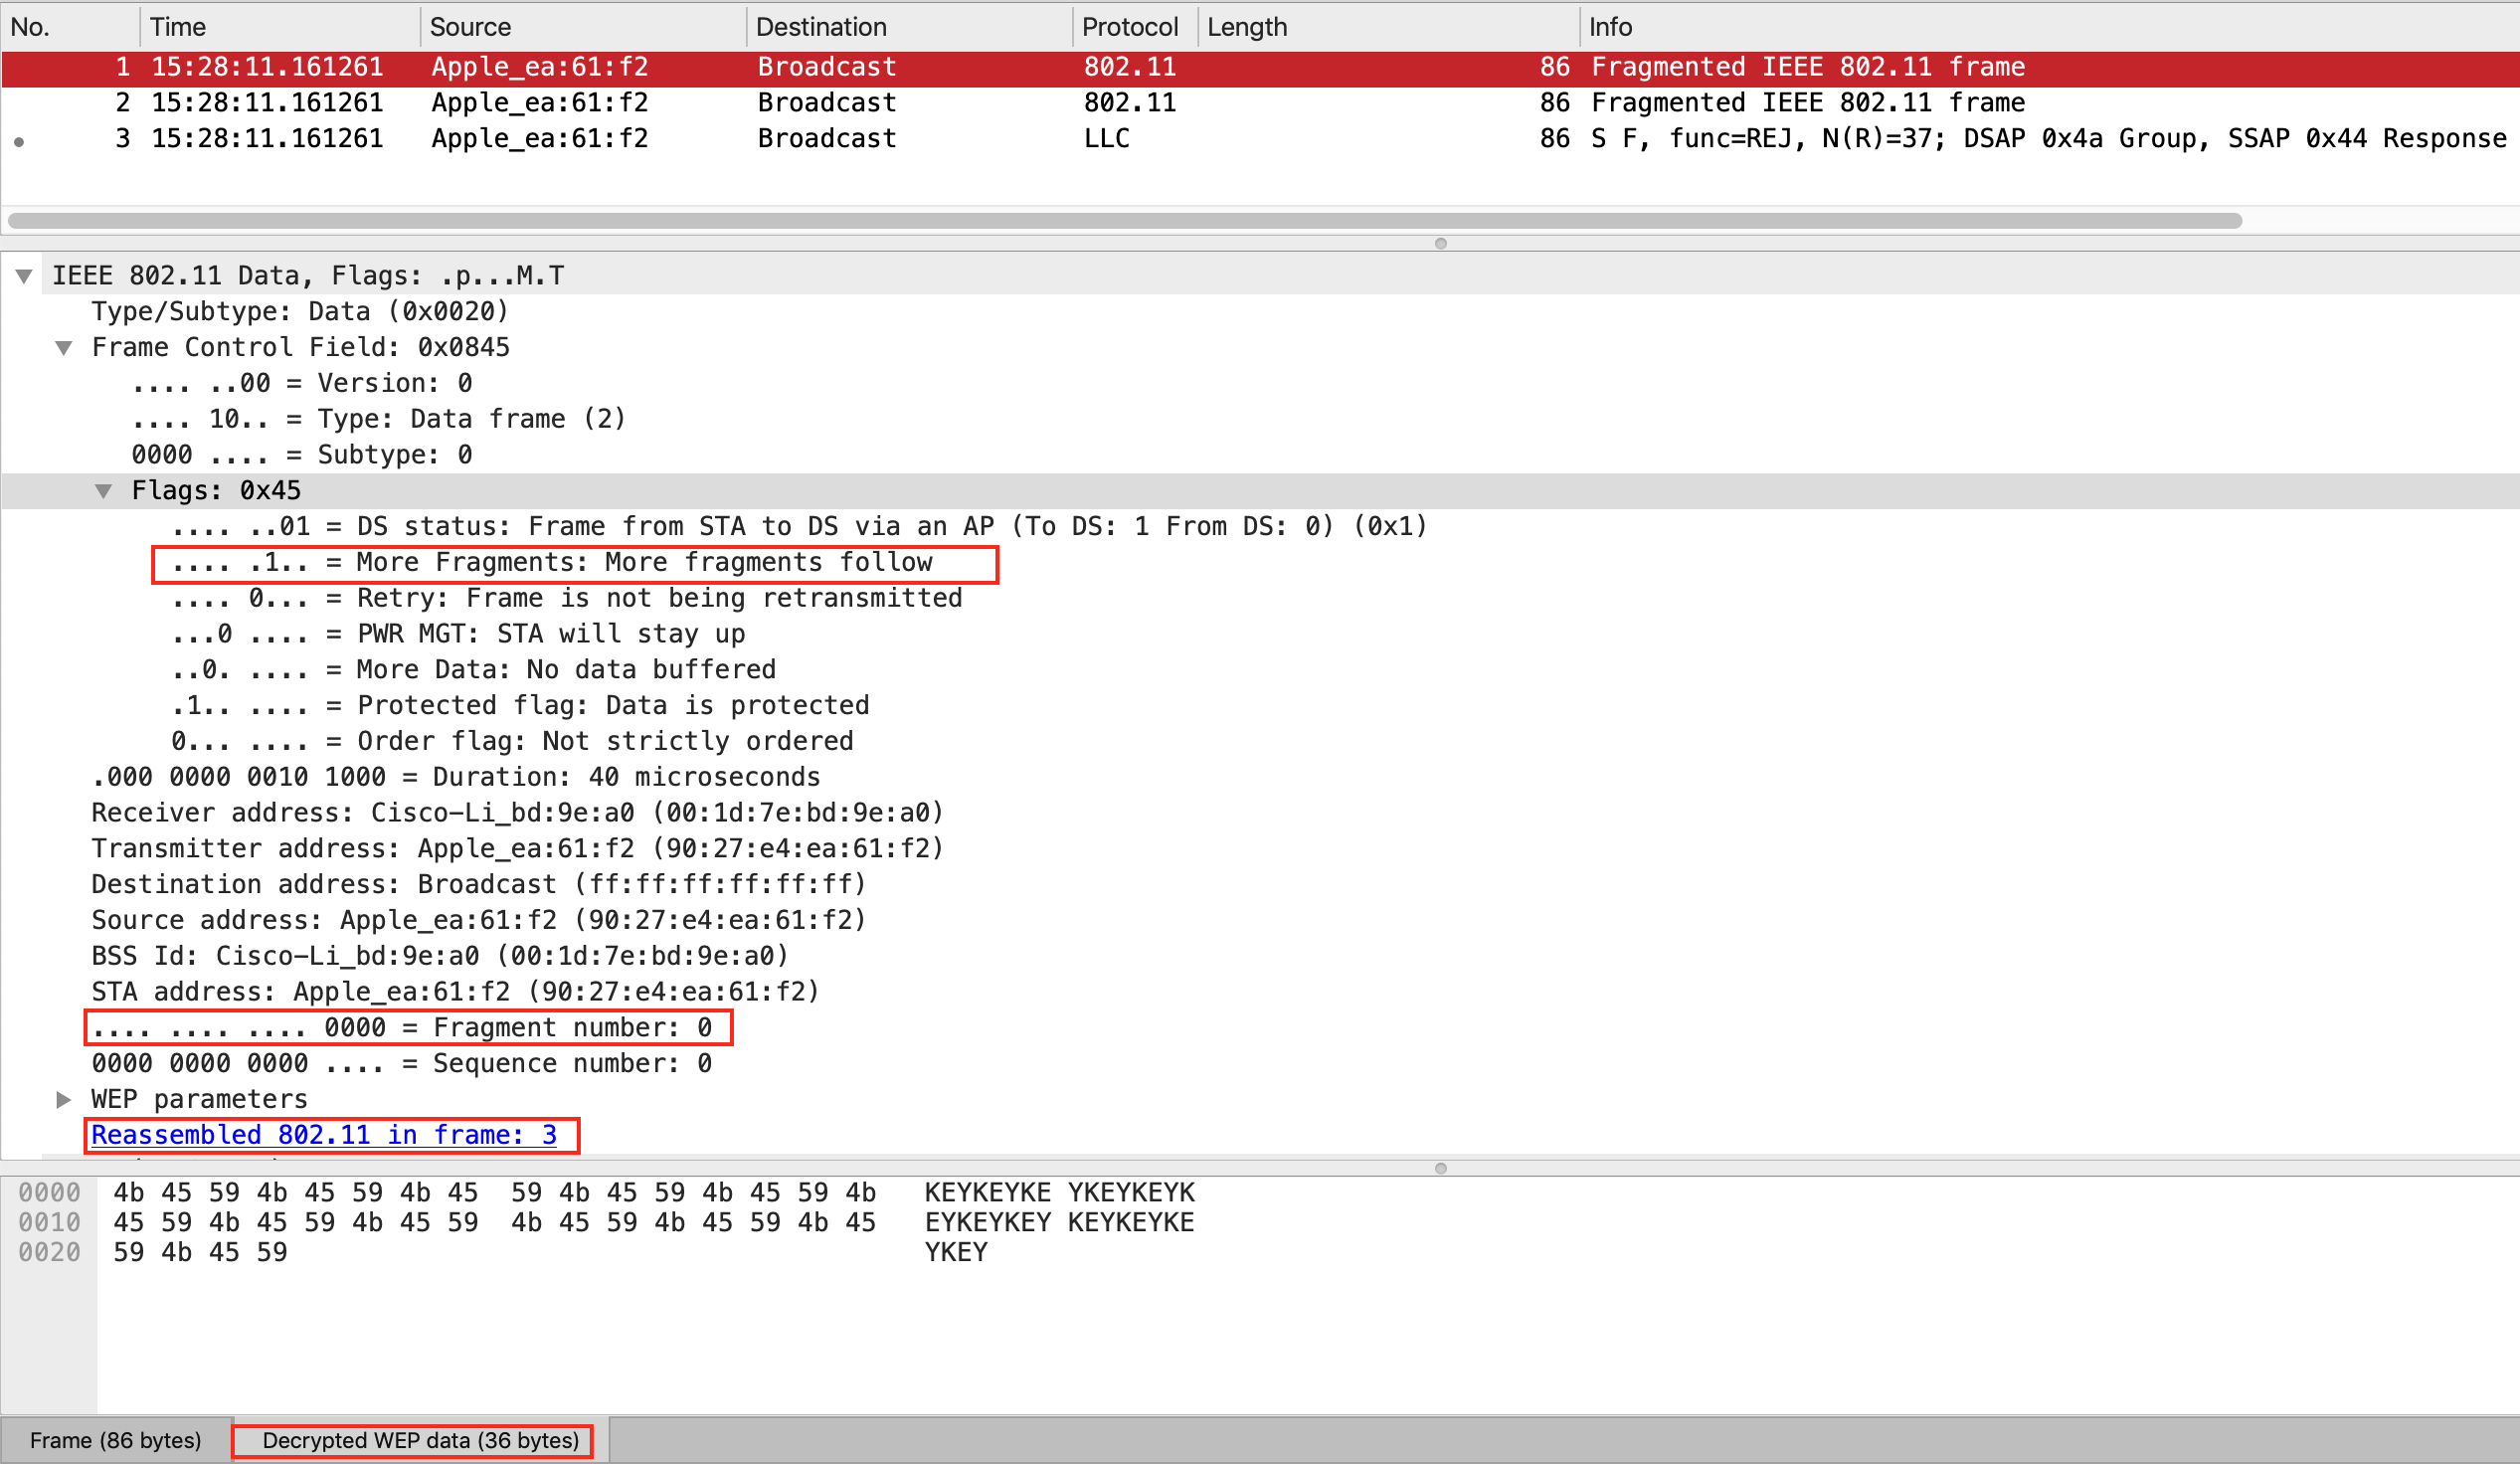 No. Time Source Destination Protocol Length Info
1 15:28:11.161261 Apple_ea:61:f2 Broadcast 802.11 86 Fragmented IEEE 802.11 frame
2 15:28:11.161261 Apple_ea:61:f2 Broadcast 802.11 86 Fragmented IEEE 802.11 frame
3 15:28:11.161261 Apple_ea:61:f2 Broadcast LLC 86 S F, func=REJ, N(R)=37; DSAP 0x4a Group, SSAP 0x44 Response
IEEE 802.11 Data, Flags: .p...M.T
Type/Subtype: Data (0x0020)
Frame Control Field: 0x0845
.... ..00 = Version: 0
.... 10.. = Type: Data frame (2)
0000 .... = Subtype: 0
Flags: 0x45
.... ..01 = DS status: Frame from STA to DS via an AP (To DS: 1 From DS: 0) (0x1)
.... .1.. = More Fragments: More fragments follow
.... 0... = Retry: Frame is not being retransmitted
...0 .... = PWR MGT: STA will stay up
..0. .... = More Data: No data buffered
.1.. .... = Protected flag: Data is protected
0... .... = Order flag: Not strictly ordered
.000 0000 0010 1000 = Duration: 40 microseconds
Receiver address: Cisco-Li_bd:9e:a0 (00:1d:7e:bd:9e:a0)
Transmitter address: Apple_ea:61:f2 (90:27:e4:ea:61:f2)
Destination address: Broadcast (ff:ff:ff:ff:ff:ff)
Source address: Apple_ea:61:f2 (90:27:e4:ea:61:f2)
BSS Id: Cisco-Li_bd:9e:a0 (00:1d:7e:bd:9e:a0)
STA address: Apple_ea:61:f2 (90:27:e4:ea:61:f2)
.... .... .... 0000 = Fragment number: 0
0000 0000 0000 .... = Sequence number: 0
WEP parameters
Reassembled 802.11 in frame: 3
0000 4b 45 59 4b 45 59 4b 45 59 4b 45 59 4b 45 59 4b KEYKEYKE YKEYKEYK
0010 45 59 4b 45 59 4b 45 59 4b 45 59 4b 45 59 4b 45 EYKEYKEY KEYKEYKE
0020 59 4b 45 59 YKEY
Frame (86 bytes) Decrypted WEP data (36 bytes)